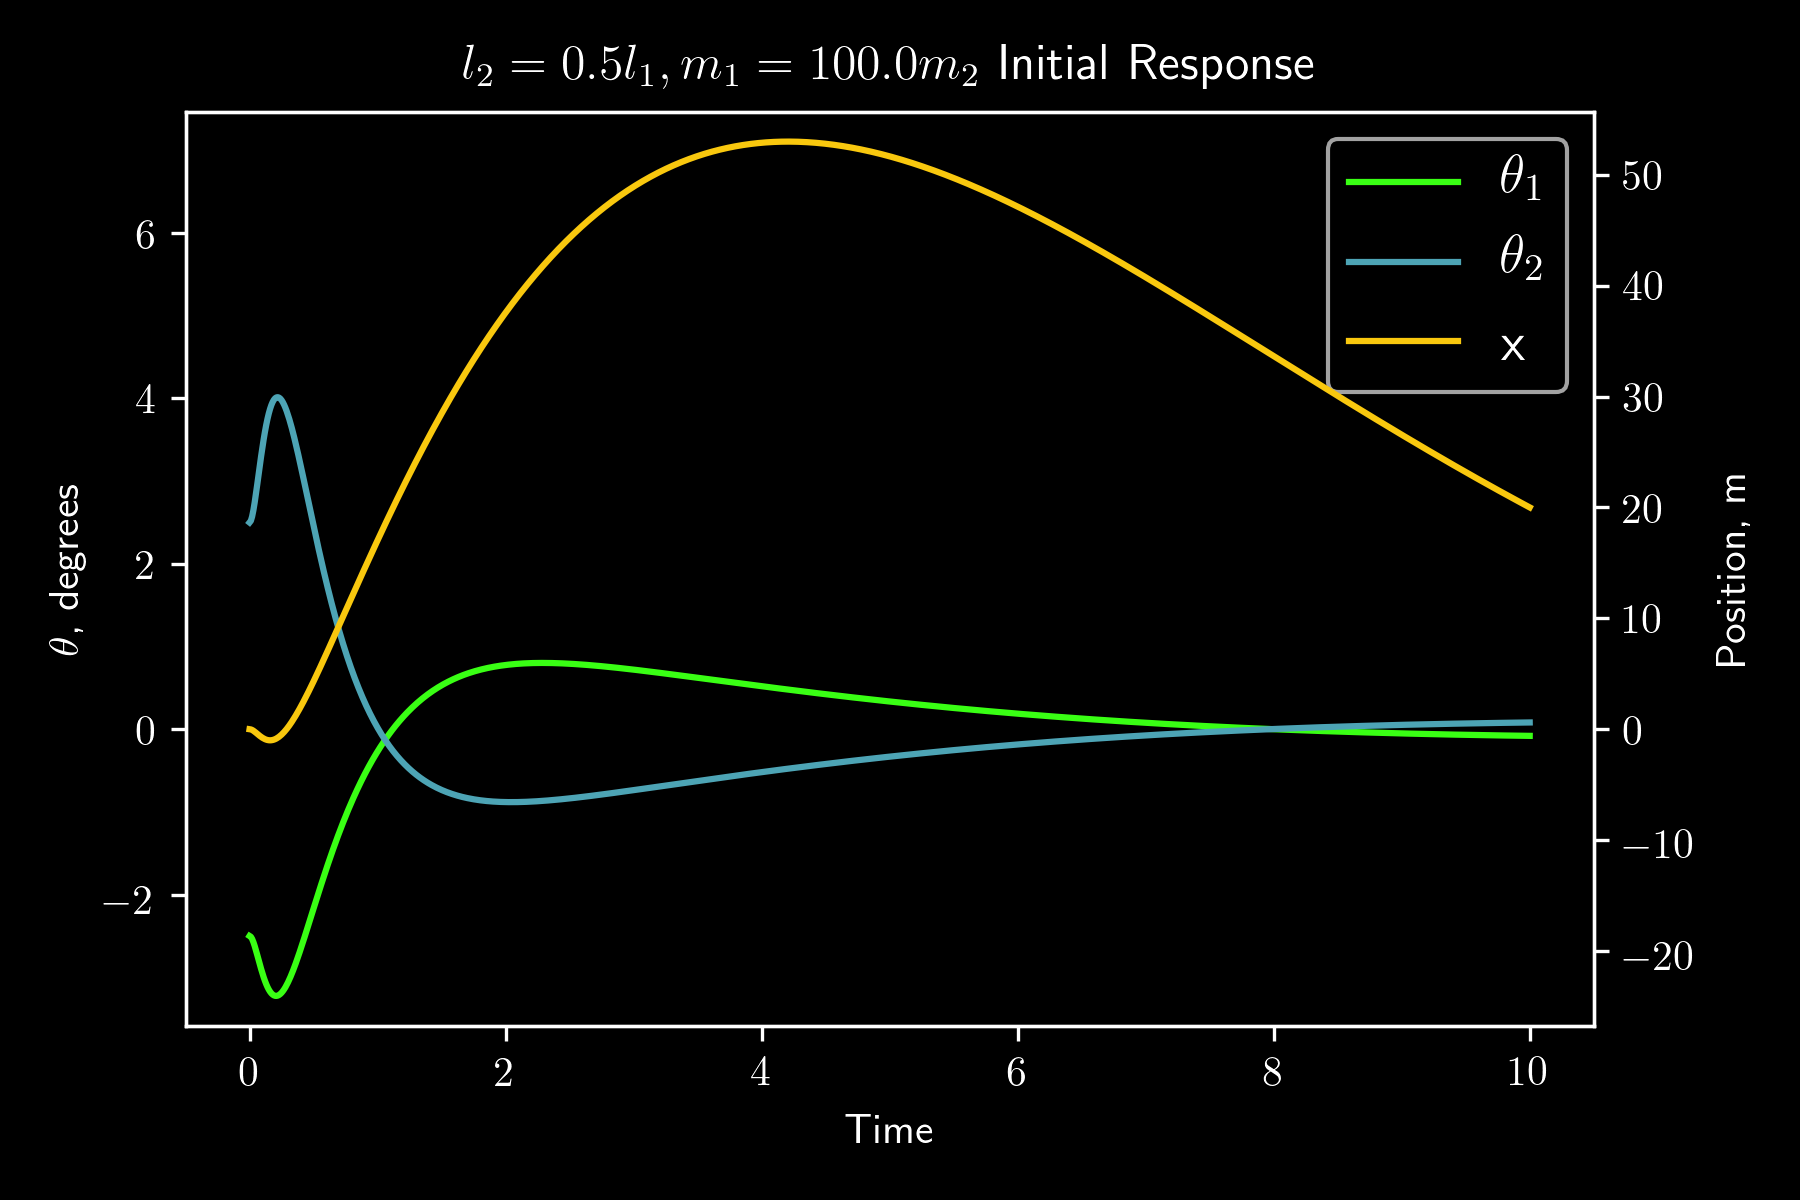 l₂ = 0.5l₁, m₁ = 100.0m₂ Initial Response
θ, degrees
6
4
2
0
−2
θ₁
θ₂
x
50
40
30
20
10
0
−10
−20
Position, m
0 2 4 6 8 10
Time